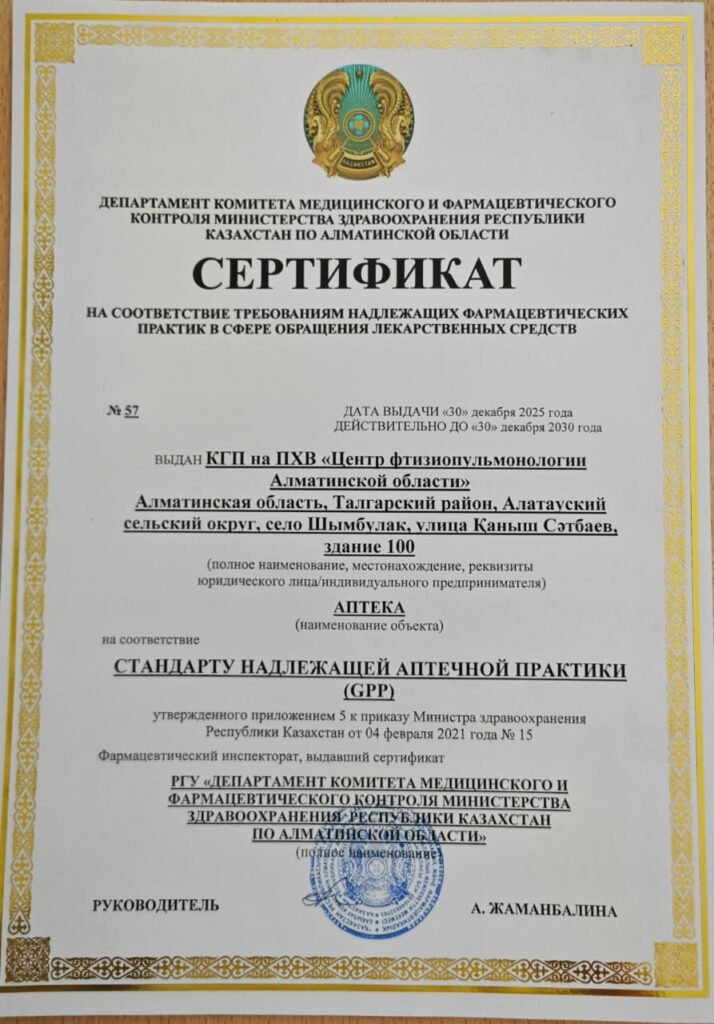 ДЕПАРТАМЕНТ КОМИТЕТА МЕДИЦИНСКОГО И ФАРМАЦЕВТИЧЕСКОГО
КОНТРОЛЯ МИНИСТЕРСТВА ЗДРАВООХРАНЕНИЯ РЕСПУБЛИКИ
КАЗАХСТАН ПО АЛМАТИНСКОЙ ОБЛАСТИ
СЕРТИФИКАТ
НА СООТВЕТСТВИЕ ТРЕБОВАНИЯМ НАДЛЕЖАЩИХ ФАРМАЦЕВТИЧЕСКИХ
ПРАКТИК В СФЕРЕ ОБРАЩЕНИЯ ЛЕКАРСТВЕННЫХ СРЕДСТВ
№ 57
ДАТА ВЫДАЧИ «30» декабря 2025 года
ДЕЙСТВИТЕЛЬНО ДО «30» декабря 2030 года
ВЫДАН КГП на ПХВ «Центр фтизиопульмонологии
Алматинской области»
Алматинская область, Талгарский район, Алатауский
сельский округ, село Шымбулак, улица Қаныш Сәтбаев,
здание 100
(полное наименование, местонахождение, реквизиты
юридического лица/индивидуального предпринимателя)
АПТЕКА
(наименование объекта)
на соответствие
СТАНДАРТУ НАДЛЕЖАЩЕЙ АПТЕЧНОЙ ПРАКТИКИ
(GPP)
утвержденного приложением 5 к приказу Министра здравоохранения
Республики Казахстан от 04 февраля 2021 года № 15
Фармацевтический инспекторат, выдавший сертификат
РГУ «ДЕПАРТАМЕНТ КОМИТЕТА МЕДИЦИНСКОГО И
ФАРМАЦЕВТИЧЕСКОГО КОНТРОЛЯ МИНИСТЕРСТВА
ЗДРАВООХРАНЕНИЯ РЕСПУБЛИКИ КАЗАХСТАН
ПО АЛМАТИНСКОЙ ОБЛАСТИ»
(полное наименование)
РУКОВОДИТЕЛЬ
А. ЖАМАНБАЛИНА